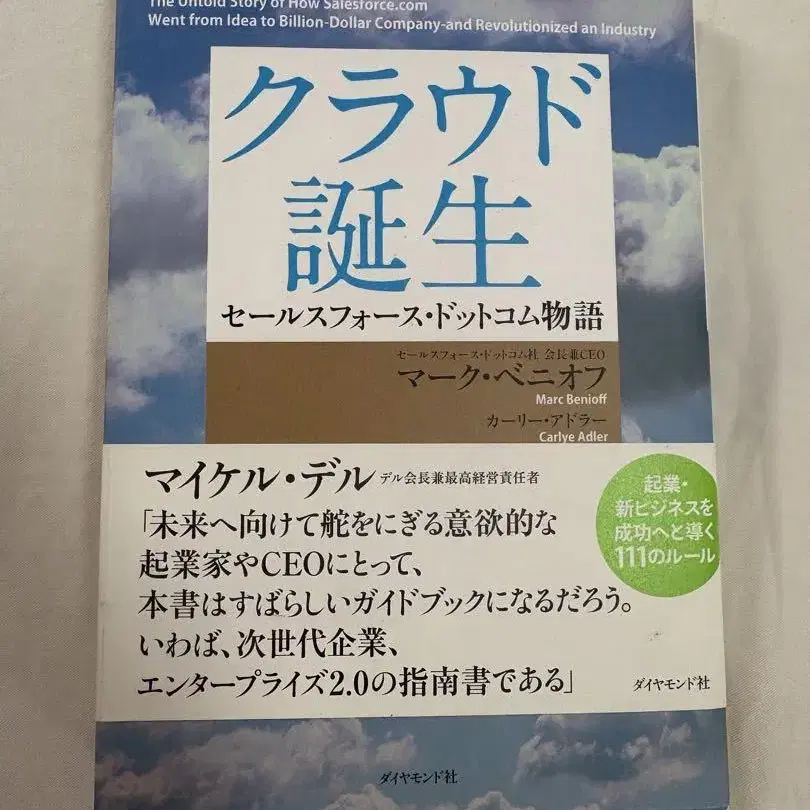 The Untold Story of How Salesforce.com
Went from Idea to Billion-Dollar Company-and Revolutionized an Industry
クラウド
誕生
セールスフォース・ドットコム物語
セールスフォース・ドットコム社 会長兼CEO
マーク・ベニオフ
Marc Benioff
カーリー・アドラー
Carlye Adler
マイケル・デル デル会長兼最高経営責任者
「未来へ向けて舵をにぎる意欲的な
起業家やCEOにとって、
本書はすばらしいガイドブックになるだろう。
いわば、次世代企業、
エンタープライズ2.0の指南書である」
起業・
新ビジネスを
成功へと導く
111のルール
ダイヤモンド社
ダイヤモンド社